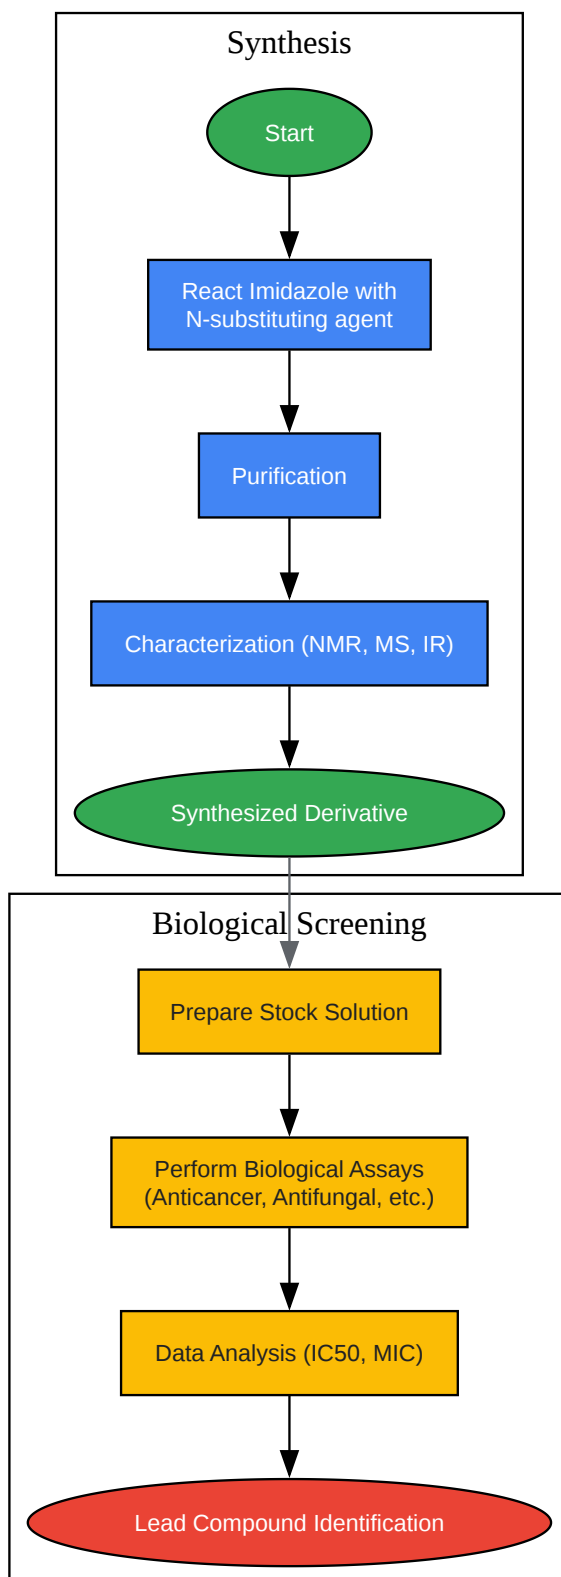 Synthesis
Start
React Imidazole with
N-substituting agent
Purification
Characterization (NMR, MS, IR)
Synthesized Derivative
Biological Screening
Prepare Stock Solution
Perform Biological Assays
(Anticancer, Antifungal, etc.)
Data Analysis (IC50, MIC)
Lead Compound Identification